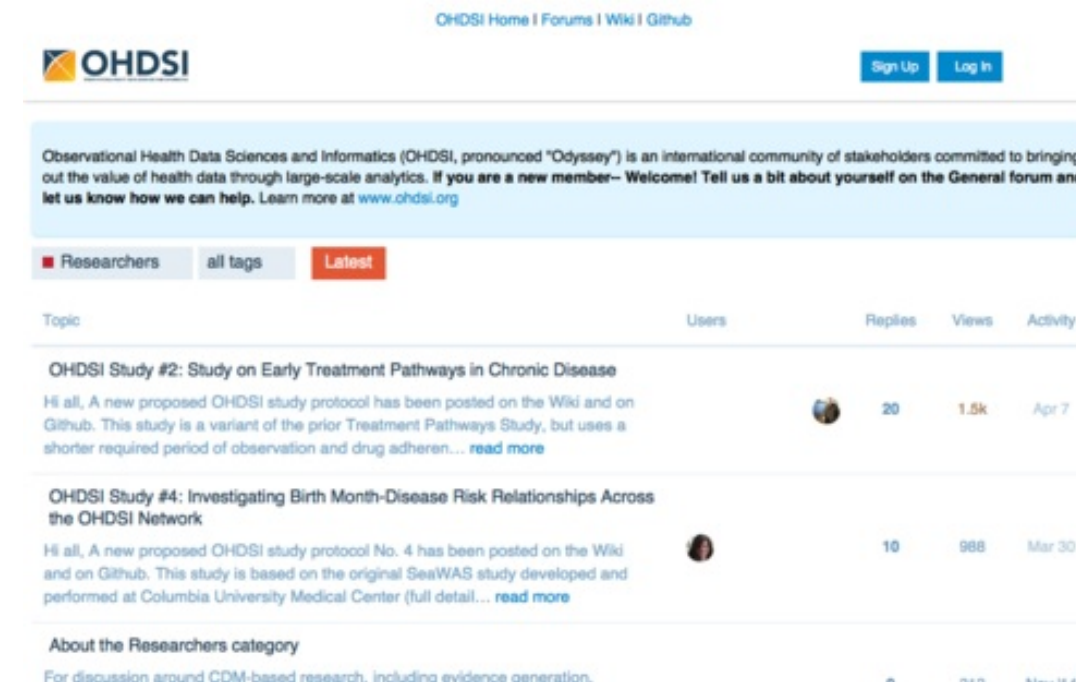 OHDSI Home | Forums | Wiki | Github
OHDSI
Sign Up Log In
Observational Health Data Sciences and Informatics (OHDSI, pronounced "Odyssey") is an international community of stakeholders committed to bringing
out the value of health data through large-scale analytics. If you are a new member-- Welcome! Tell us a bit about yourself on the General forum and
let us know how we can help. Learn more at www.ohdsi.org
Researchers all tags Latest
Topic Users Replies Views Activity
OHDSI Study #2: Study on Early Treatment Pathways in Chronic Disease
Hi all, A new proposed OHDSI study protocol has been posted on the Wiki and on
Github. This study is a variant of the prior Treatment Pathways Study, but uses a
shorter required period of observation and drug adheren... read more
20 1.5k Apr 7
OHDSI Study #4: Investigating Birth Month-Disease Risk Relationships Across
the OHDSI Network
Hi all, A new proposed OHDSI study protocol No. 4 has been posted on the Wiki
and on Github. This study is based on the original SeaWAS study developed and
performed at Columbia University Medical Center (full detail... read more
10 988 Mar 30
About the Researchers category
For discussion around CDM-based research, including evidence generation,